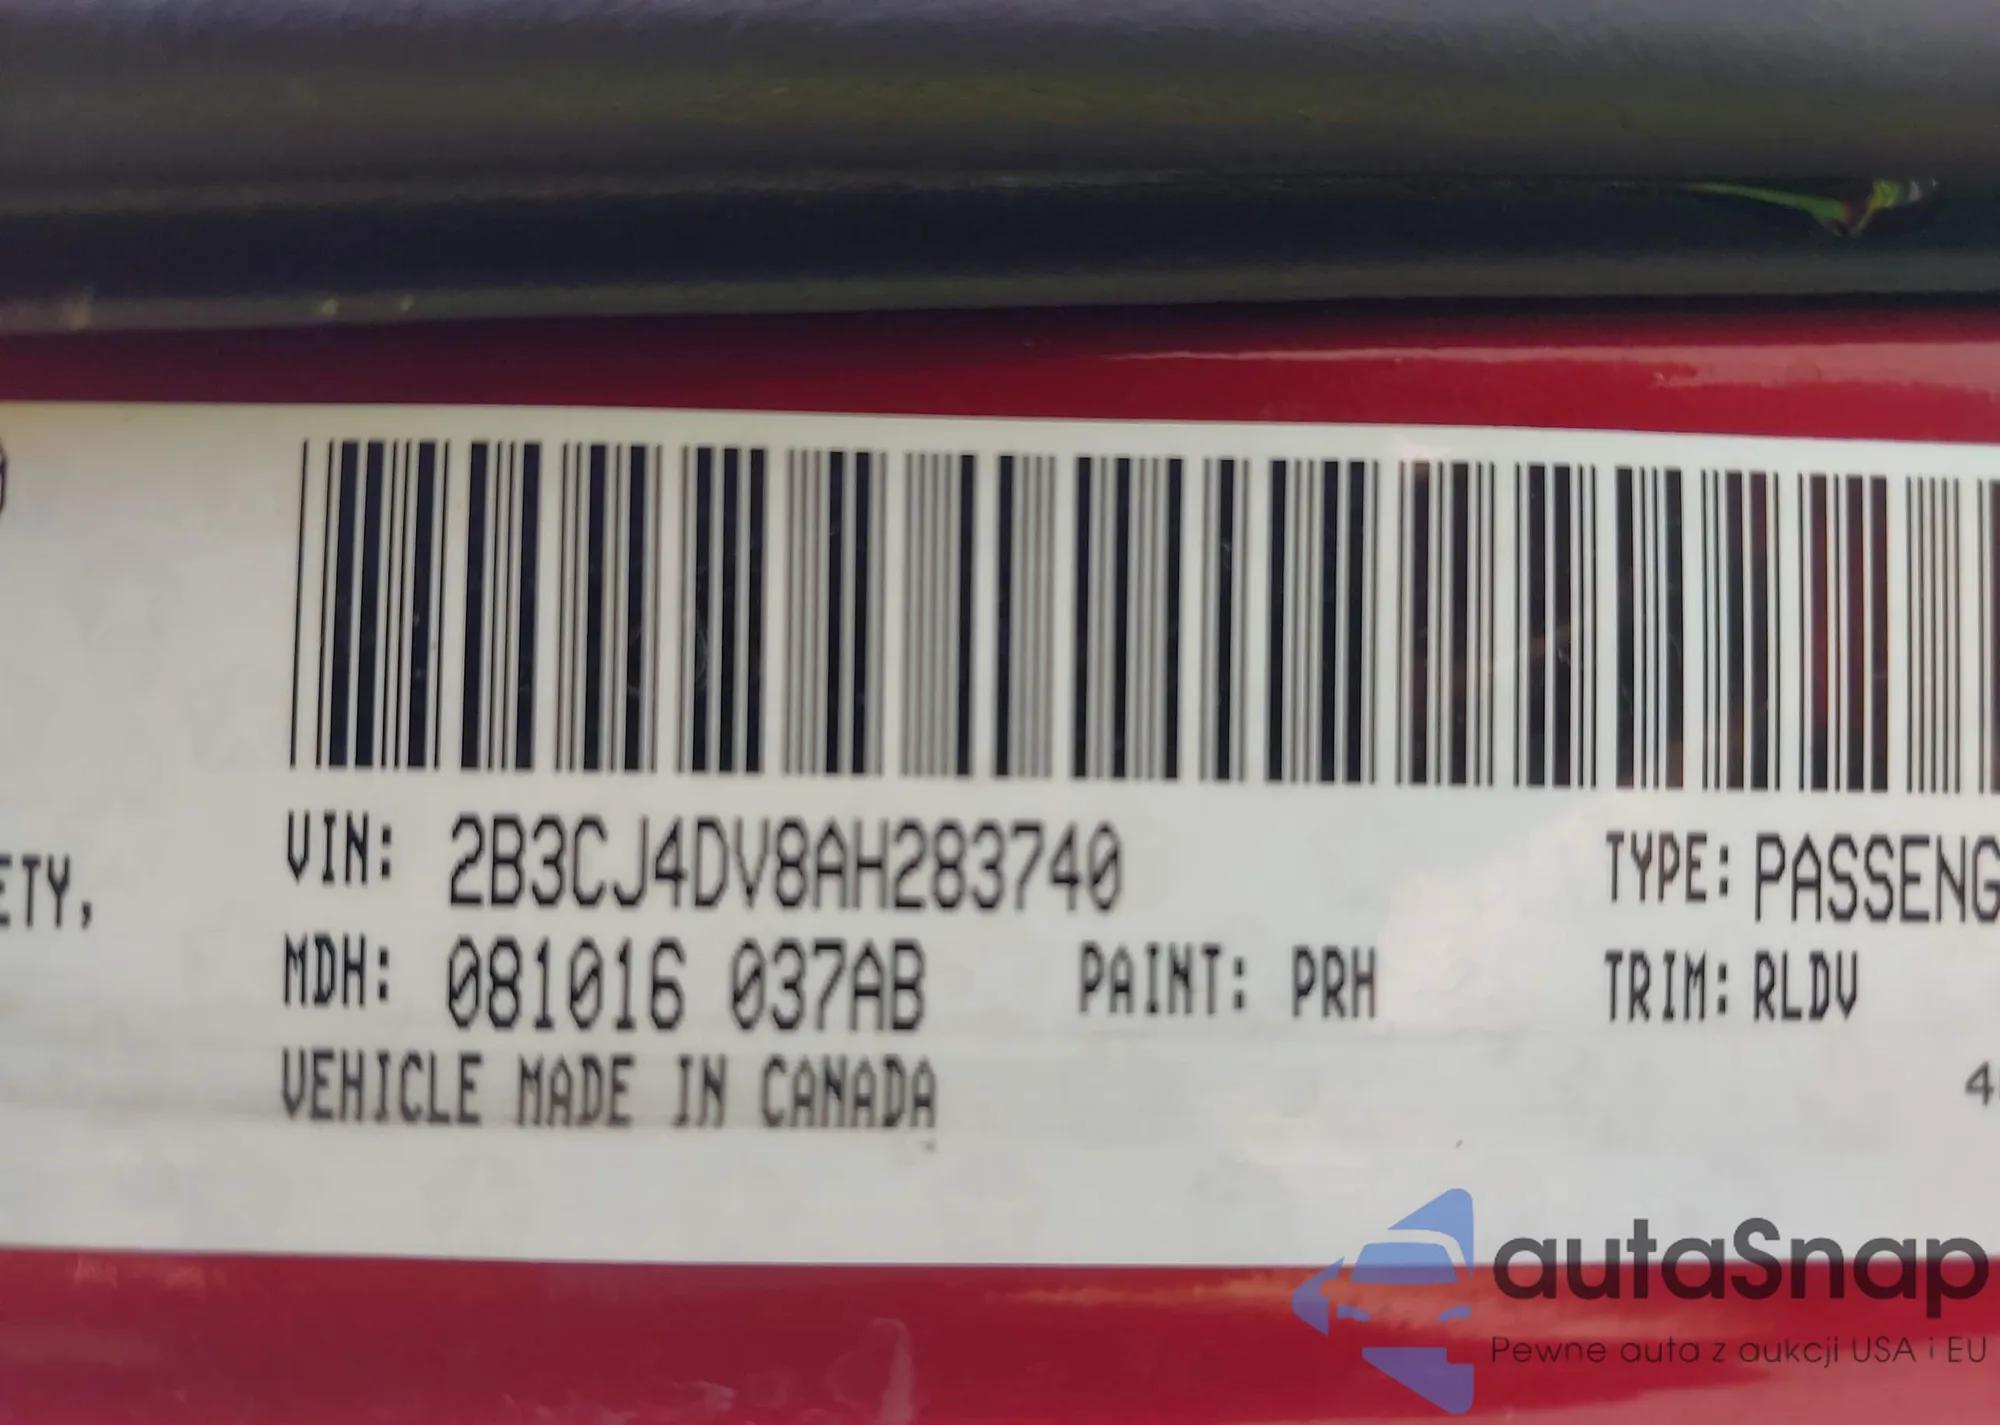 ETY,
VIN: 2B3CJ4DV8AH283740
TYPE: PASSENG
MDH: 081016 037AB
PAINT: PRH
TRIM: RLDV
VEHICLE MADE IN CANADA
4
autaSnap
Pewne auta z aukcji USA i EU